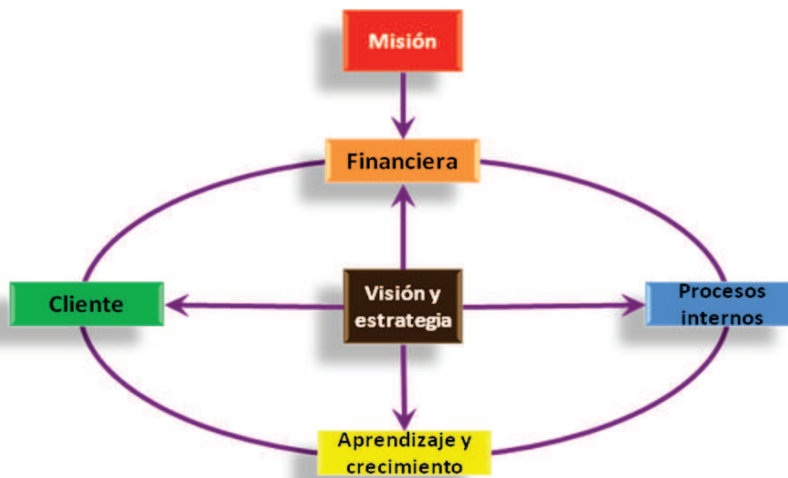 Misión
Financiera
Cliente
Visión y
estrategia
Procesos
internos
Aprendizaje y
crecimiento